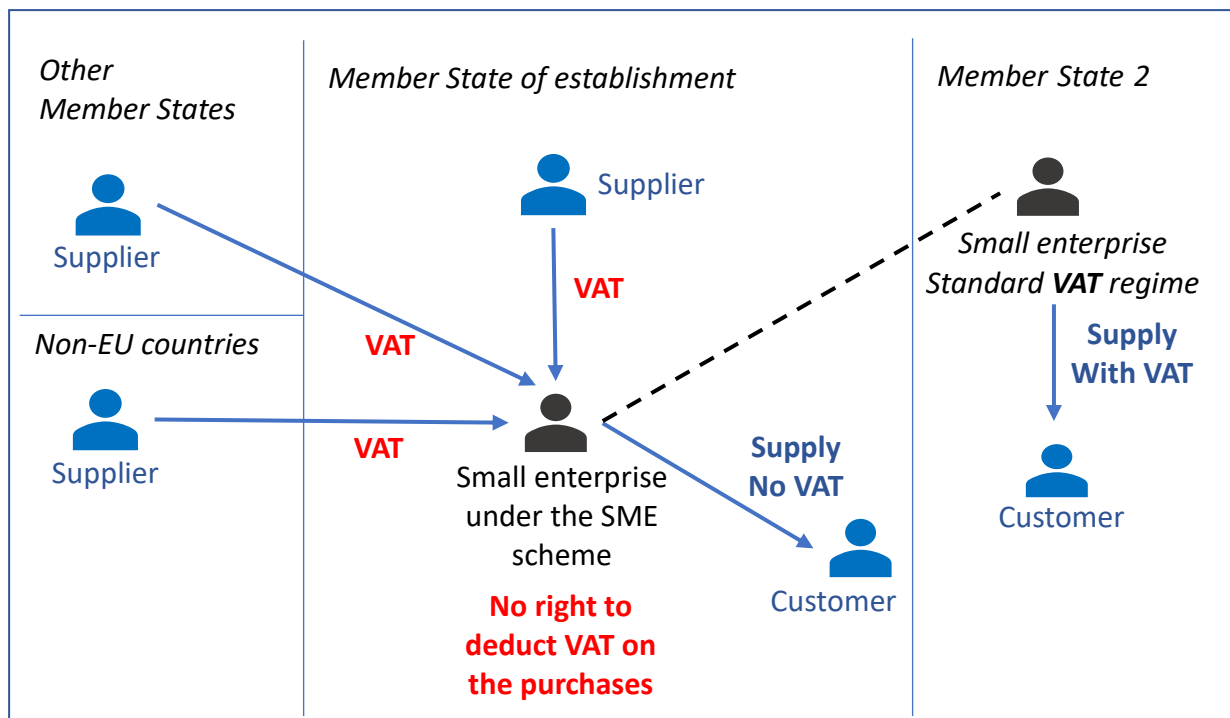 Other
Member States
Supplier
Non-EU countries
Supplier
VAT
VAT
Member State of establishment
Supplier
VAT
Small enterprise
under the SME
scheme
No right to
deduct VAT on
the purchases
Supply
No VAT
Customer
Member State 2
Small enterprise
Standard VAT regime
Supply
With VAT
Customer